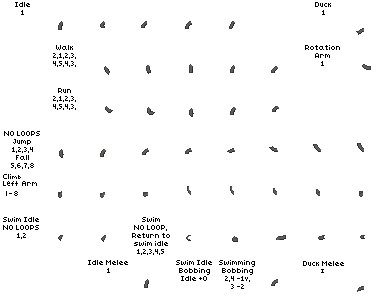 Idle
1
Duck
1
Walk
2,1,2,3,
4,5,4,3,
Rotation
Arm
1
Run
2,1,2,3,
4,5,4,3,
NO LOOPS
Jump
1,2,3,4
Fall
5,6,7,8
Climb
Left Arm
1-8
Swim Idle
NO LOOPS
1,2
Swim
NO LOOP,
Return to
swim idle
1,2,3,4,5
Idle Melee
1
Swim Idle
Bobbing
Idle +0
Swimming
Bobbing
2,4 -1v,
3 -2
Duck Melee
1